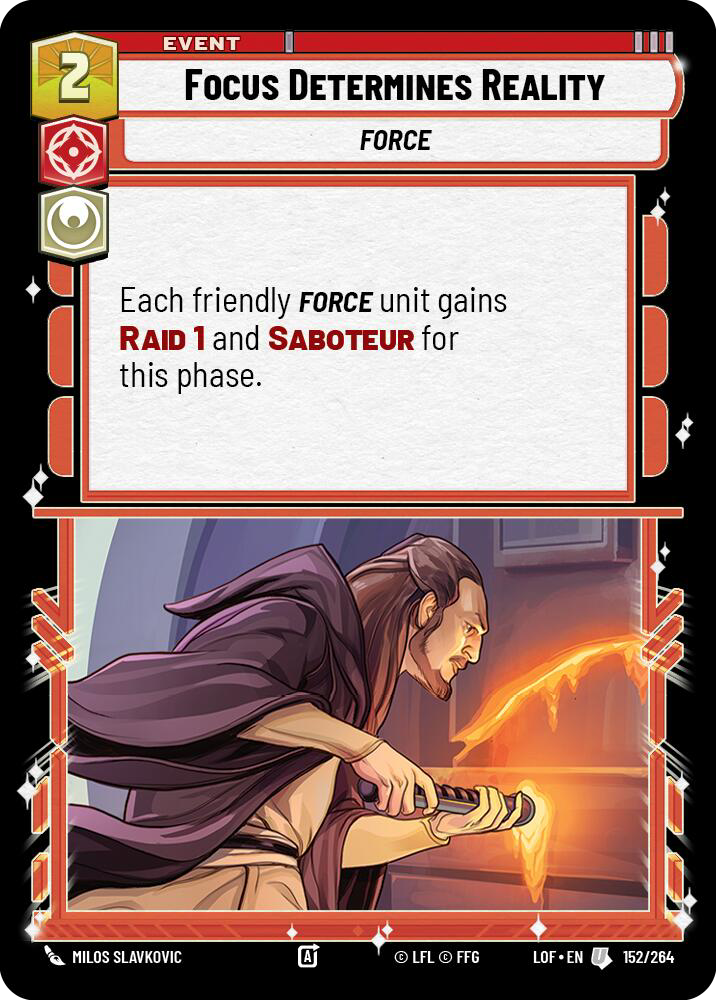 EVENT
2
FOCUS DETERMINES REALITY
FORCE
Each friendly FORCE unit gains
RAID 1 and SABOTEUR for
this phase.
MILOS SLAVKOVIC
A
© LFL © FFG
LOF • EN
U
152/264